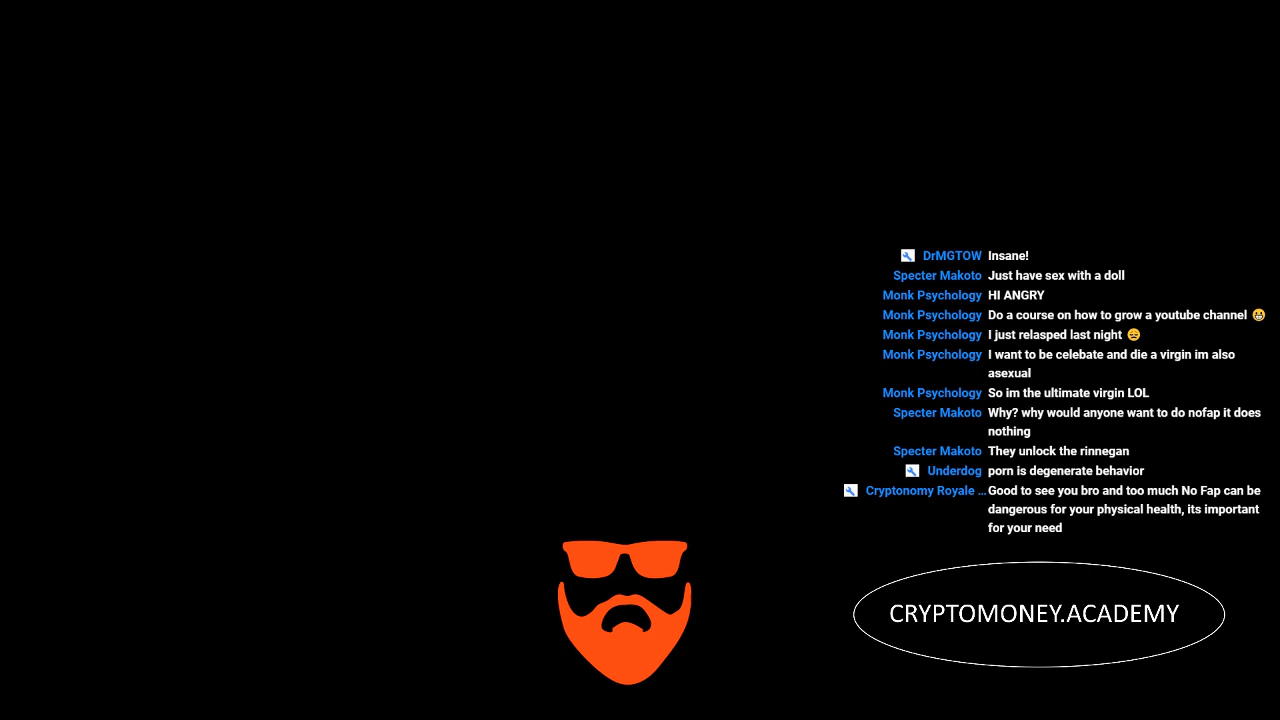 DrMGTOW Insane!
Specter Makoto Just have sex with a doll
Monk Psychology HI ANGRY
Monk Psychology Do a course on how to grow a youtube channel 😀
Monk Psychology I just relasped last night 😔
Monk Psychology I want to be celebate and die a virgin im also
asexual
Monk Psychology So im the ultimate virgin LOL
Specter Makoto Why? why would anyone want to do nofap it does
nothing
Specter Makoto They unlock the rinnegan
Underdog porn is degenerate behavior
Cryptonomy Royale ... Good to see you bro and too much No Fap can be
dangerous for your physical health, its important
for your need
CRYPTOMONEY.ACADEMY